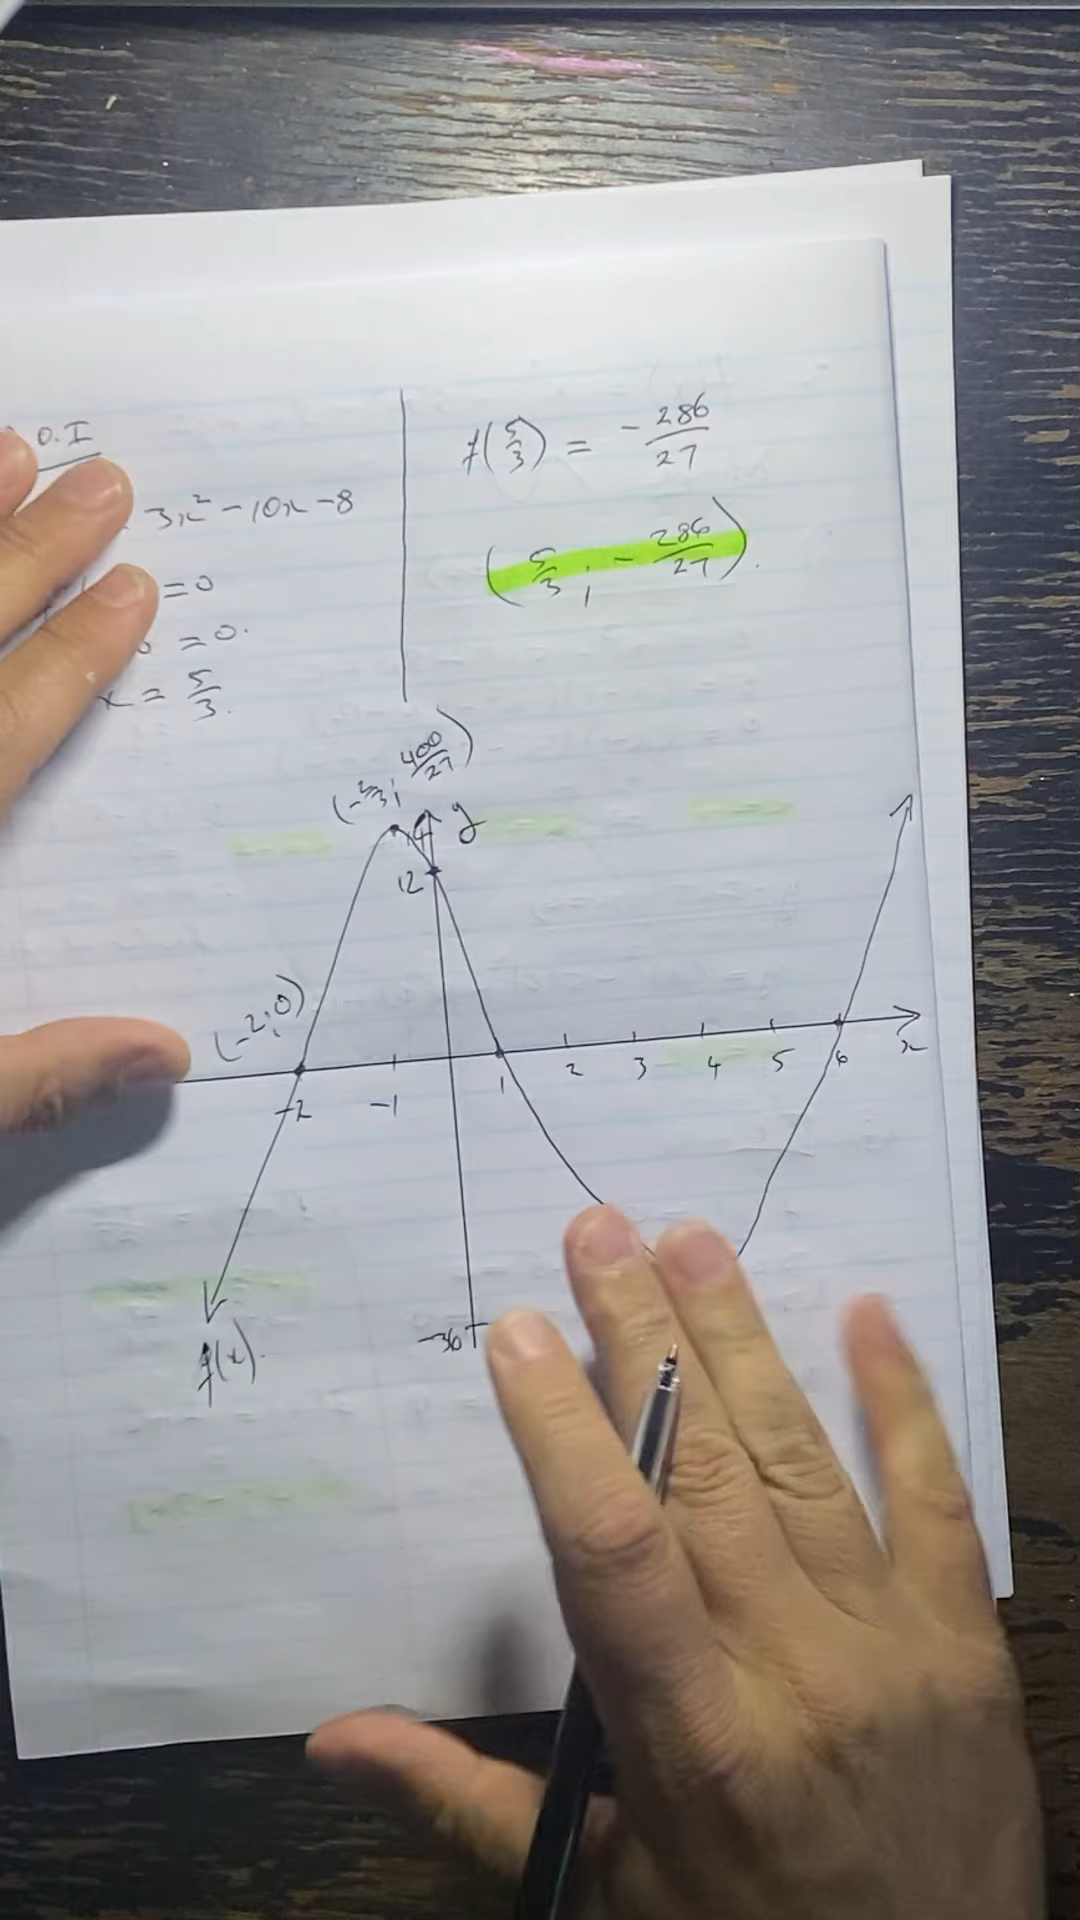 O.I
3x² - 10x - 8
= 0
= 0.
x = 5/3.
f(5/3) = - 286/27
(5/3 ; - 286/27).
(-2/3 ; 400/27)
y
12
(-2;0)
-2 -1 1 2 3 4 5 6 x
-36
f(x).